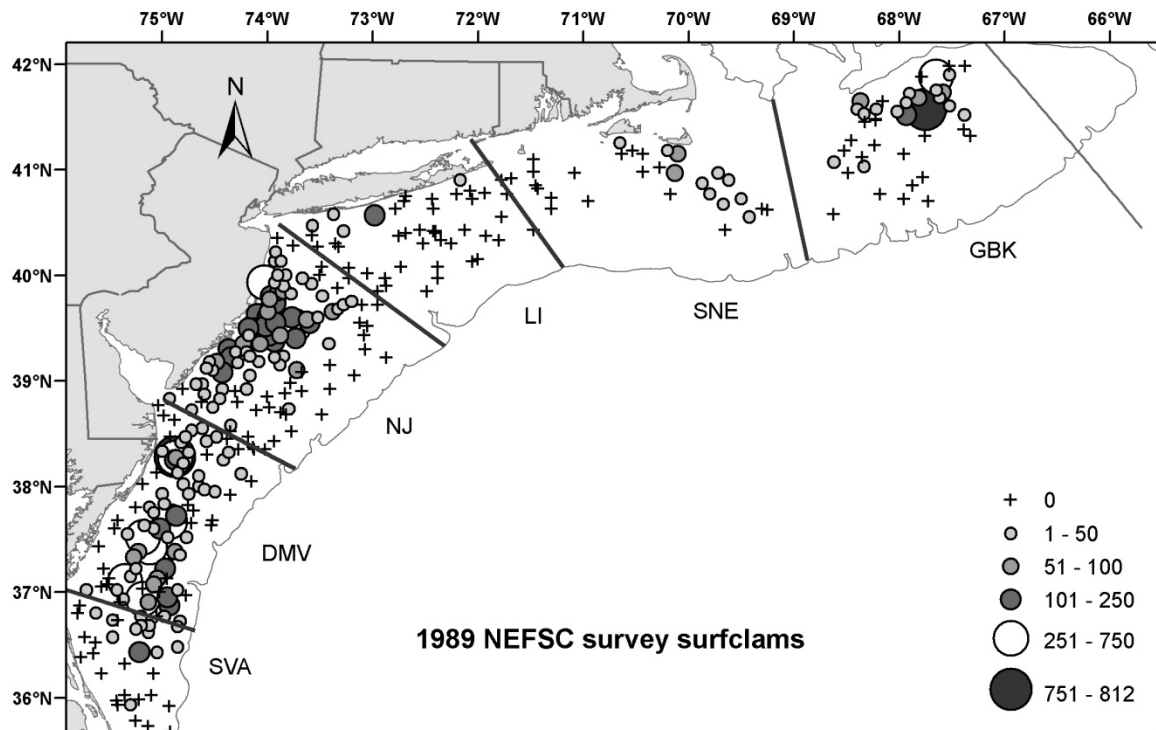 75°W 74°W 73°W 72°W 71°W 70°W 69°W 68°W 67°W 66°W
42°N
N
41°N
GBK
40°N
LI
SNE
39°N
NJ
38°N
0
1 - 50
DMV
51 - 100
37°N
101 - 250
1989 NEFSC survey surfclams
251 - 750
SVA
751 - 812
36°N